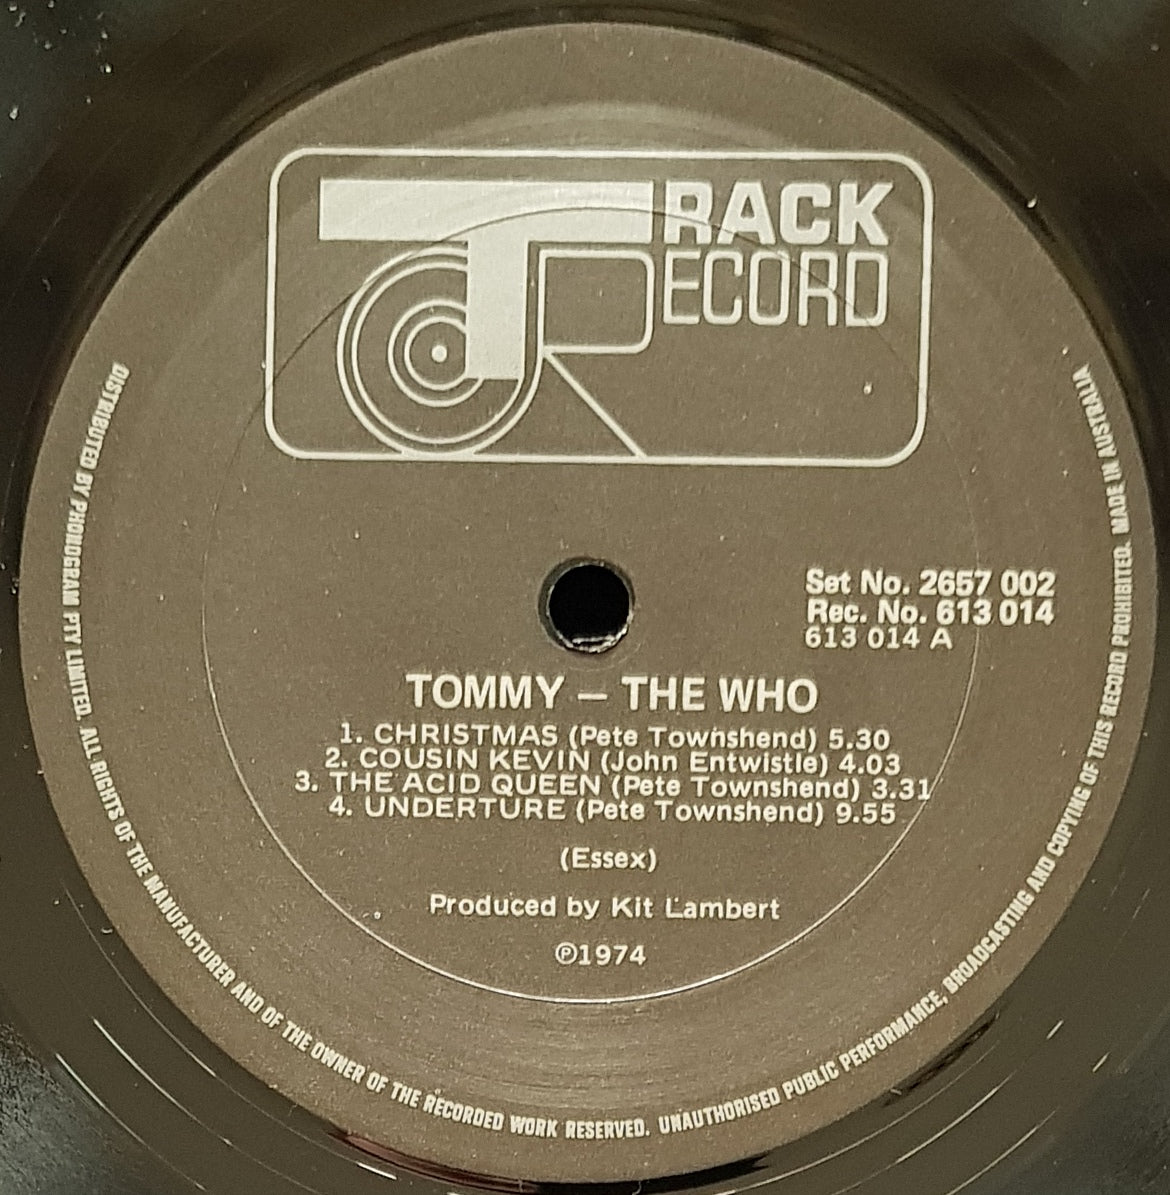 TRACK
RECORD
Set No. 2657 002
Rec. No. 613 014
613 014 A
TOMMY – THE WHO
1. CHRISTMAS (Pete Townshend) 5.30
2. COUSIN KEVIN (John Entwistle) 4.03
3. THE ACID QUEEN (Pete Townshend) 3.31
4. UNDERTURE (Pete Townshend) 9.55
(Essex)
Produced by Kit Lambert
℗1974
DISTRIBUTED BY PHONOGRAM PTY LIMITED. ALL RIGHTS OF THE MANUFACTURER AND OF THE OWNER OF THE RECORDED WORK RESERVED. UNAUTHORISED PUBLIC PERFORMANCE, BROADCASTING AND COPYING OF THIS RECORD PROHIBITED. MADE IN AUSTRALIA